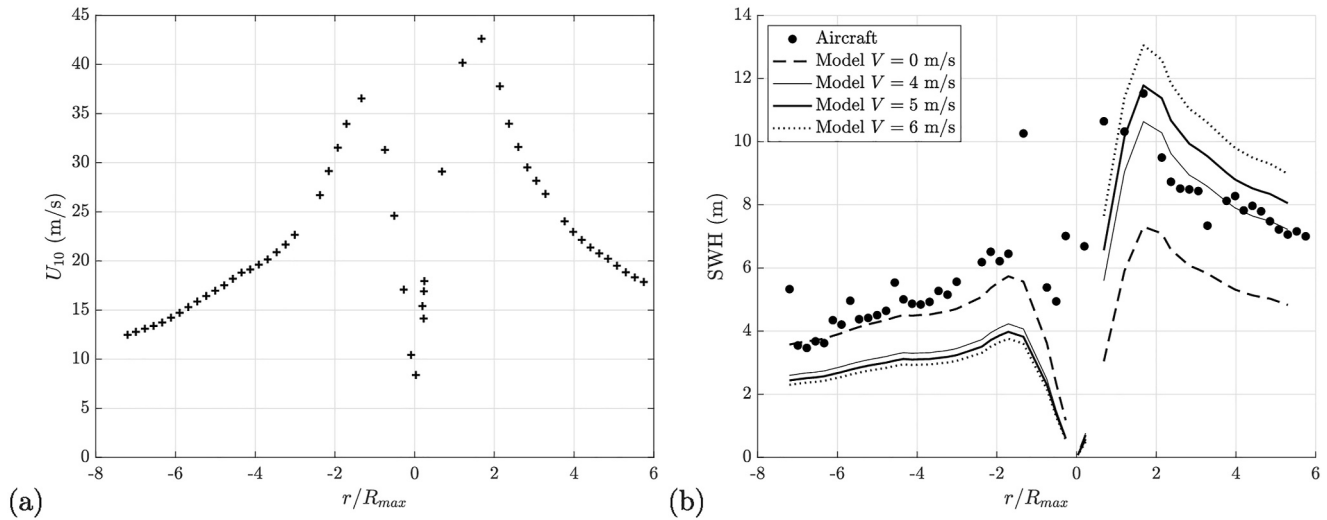 45
40
35
30
25
20
15
10
5
0
U10 (m/s)
-8 -6 -4 -2 0 2 4 6
r/Rmax
(a)
14
12
10
8
6
4
2
0
SWH (m)
Aircraft
Model V = 0 m/s
Model V = 4 m/s
Model V = 5 m/s
Model V = 6 m/s
-8 -6 -4 -2 0 2 4 6
r/Rmax
(b)